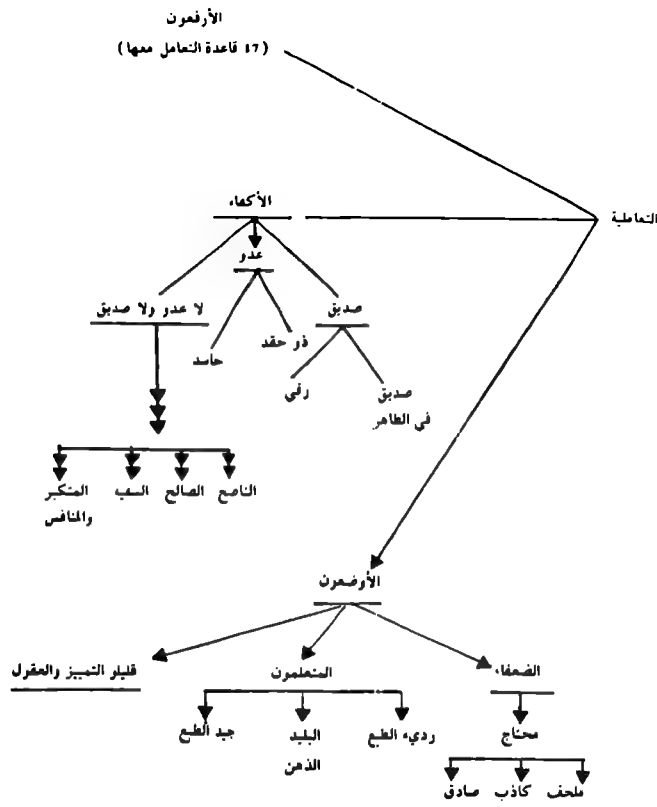 الأرفعون
(17 قاعدة التعامل معها)
التعاطية
الأكفاء
عدو
صديق
لا عدو ولا صديق
ذو حقد
حاسد
صديق
في الظاهر
رفي
الناصح
الصالح
السفيه
المتكبر
والمنافس
الأوضعون
الضعفاء
المتعلمون
قليلو التمييز والعقول
محتاج
رديء الطبع
البليد
الذهن
جيد الطبع
ملحف
كاذب
صادق